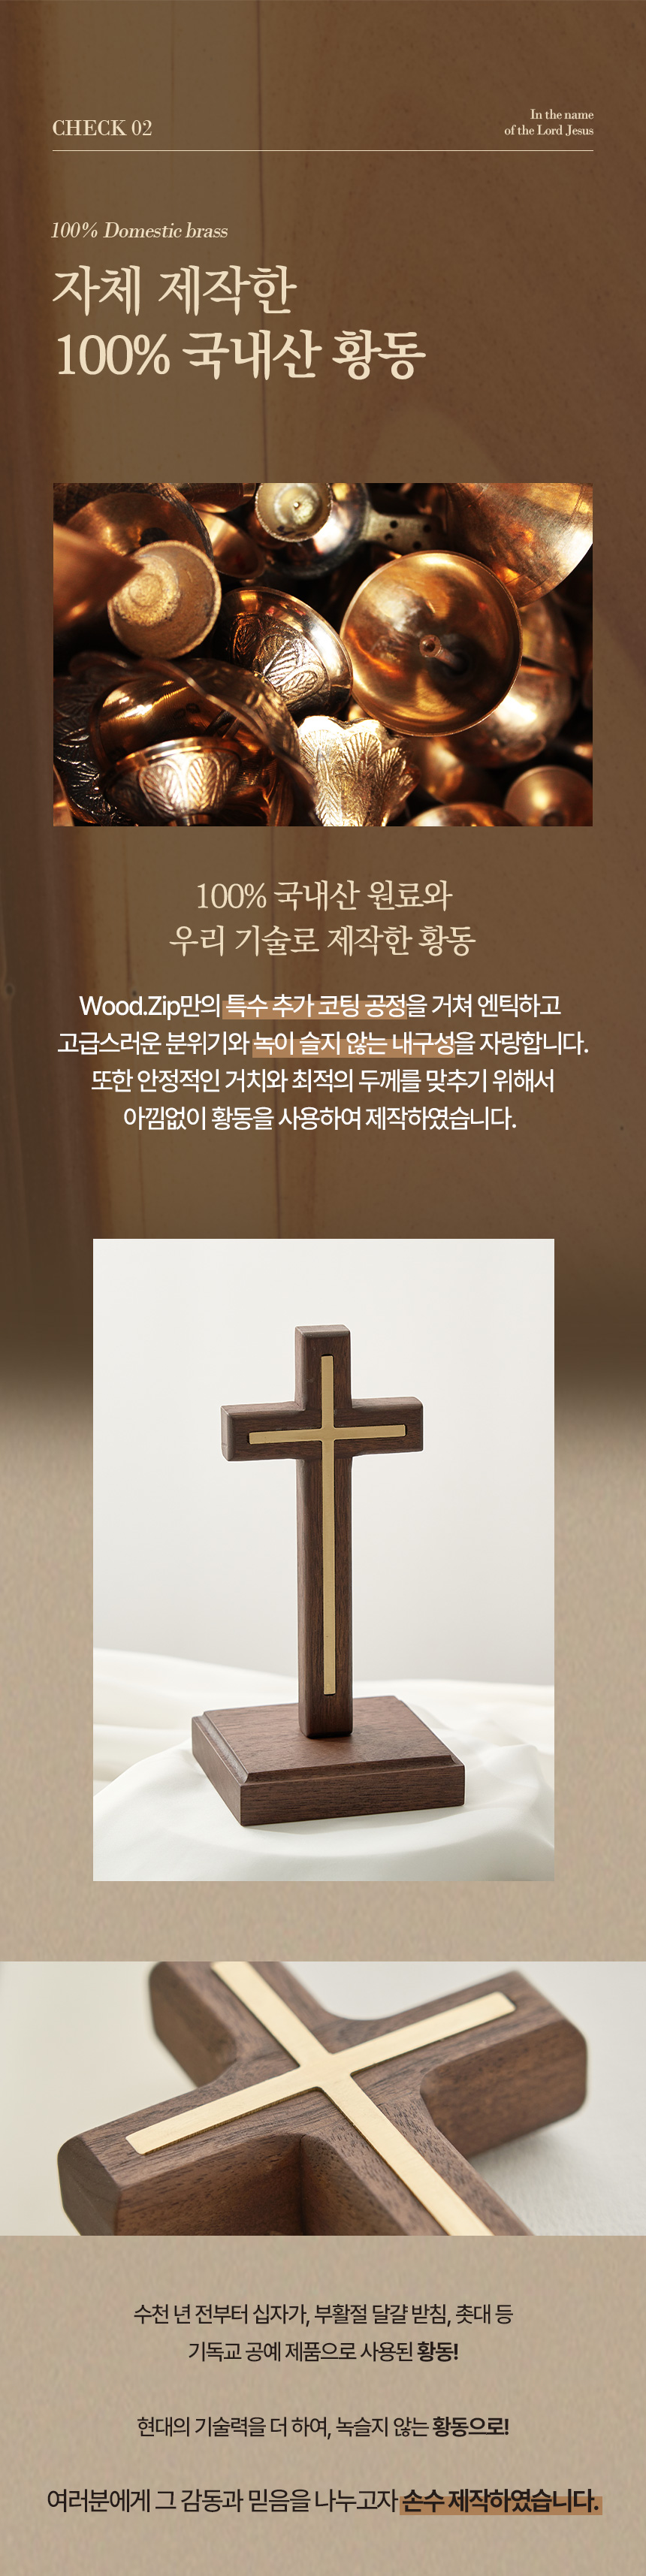 CHECK 02
In the name
of the Lord Jesus
100% Domestic brass
자체 제작한
100% 국내산 황동
100% 국내산 원료와
우리 기술로 제작한 황동
Wood.Zip만의 특수 추가 코팅 공정을 거쳐 엔틱하고
고급스러운 분위기와 녹이 슬지 않는 내구성을 자랑합니다.
또한 안정적인 거치와 최적의 두께를 맞추기 위해서
아낌없이 황동을 사용하여 제작하였습니다.
수천 년 전부터 십자가, 부활절 달걀 받침, 촛대 등
기독교 공예 제품으로 사용된 황동!
현대의 기술력을 더 하여, 녹슬지 않는 황동으로!
여러분에게 그 감동과 믿음을 나누고자 손수 제작하였습니다.